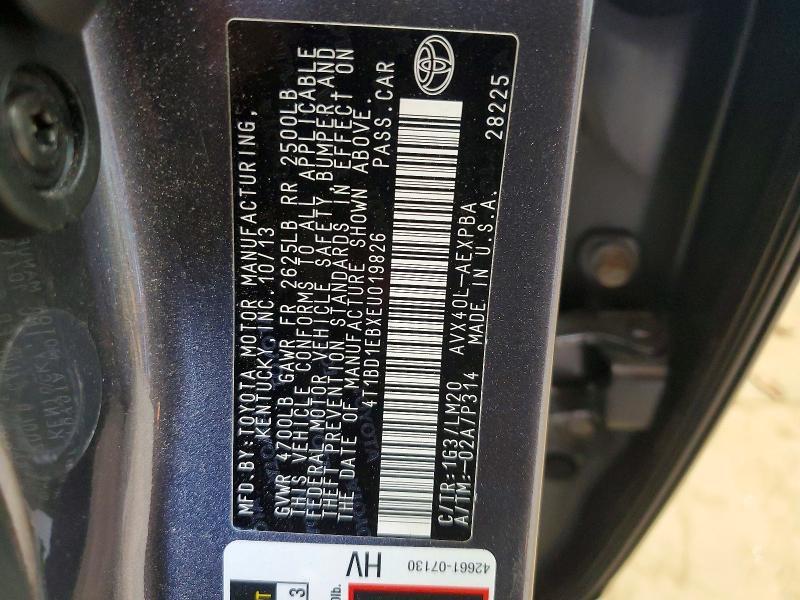 MFD.BY:TOYOTA MOTOR MANUFACTURING,
KENTUCKY,INC. 10/13
GVWR 4200LB GAWR FR 2625LB RR 2500LB
THIS VEHICLE CONFORMS TO ALL APPLICABLE
FEDERAL MOTOR VEHICLE SAFETY, BUMPER,AND
THEFT PREVENTION STANDARDS IN EFFECT ON
THE DATE OF MANUFACTURE SHOWN ABOVE.
4T1BD1EBXEU019826 PASS.CAR
C/TR:1G3/LM20 AVX40L-AEXPBA
A/TM:-02A/P314 MADE IN U.S.A.
28225
HV
42661-07130
3